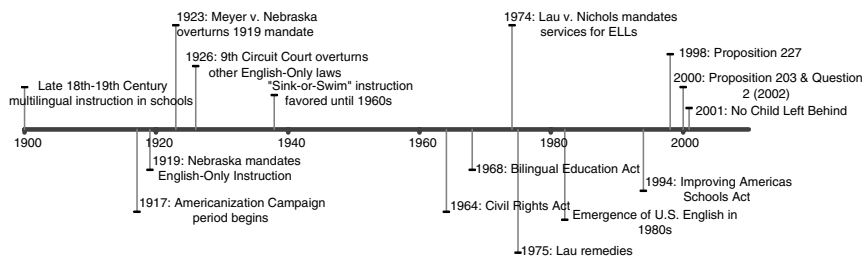 1923: Meyer v. Nebraska
overturns 1919 mandate
1974: Lau v. Nichols mandates
services for ELLs
1926: 9th Circuit Court overturns
other English-Only laws
1998: Proposition 227
Late 18th-19th Century
multilingual instruction in schools
"Sink-or-Swim" instruction
favored until 1960s
2000: Proposition 203 & Question
2 (2002)
2001: No Child Left Behind
1900
1920
1940
1960
1980
2000
1919: Nebraska mandates
English-Only Instruction
1968: Bilingual Education Act
1994: Improving Americas
Schools Act
1917: Americanization Campaign
period begins
1964: Civil Rights Act
Emergence of U.S. English in
1980s
1975: Lau remedies